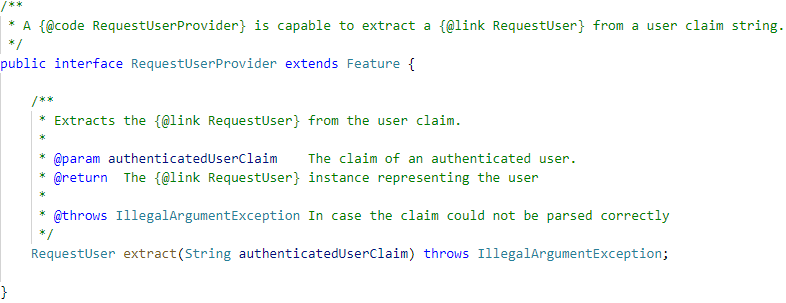 /**
 * A {@code RequestUserProvider} is capable to extract a {@link RequestUser} from a user claim string.
 */
public interface RequestUserProvider extends Feature {
    /**
     * Extracts the {@link RequestUser} from the user claim.
     *
     * @param authenticatedUserClaim    The claim of an authenticated user.
     * @return  The {@link RequestUser} instance representing the user
     *
     * @throws IllegalArgumentException In case the claim could not be parsed correctly
     */
    RequestUser extract(String authenticatedUserClaim) throws IllegalArgumentException;
}